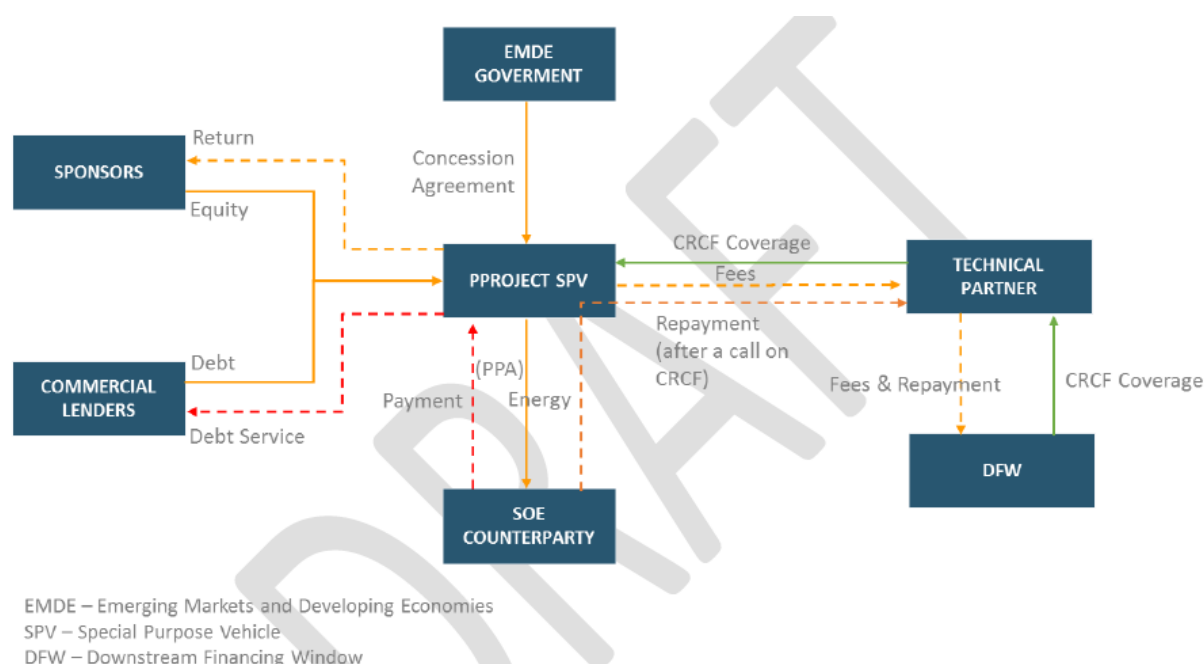 EMDE
GOVERMENT
Return
SPONSORS
Equity
Concession
Agreement
CRCF Coverage
PPROJECT SPV
Fees
TECHNICAL
PARTNER
Repayment
(after a call on
CRCF)
Debt
COMMERCIAL
LENDERS
Debt Service
(PPA)
Payment
Energy
Fees & Repayment
CRCF Coverage
DFW
SOE
COUNTERPARTY
EMDE – Emerging Markets and Developing Economies
SPV – Special Purpose Vehicle
DFW – Downstream Financing Window
DRAFT